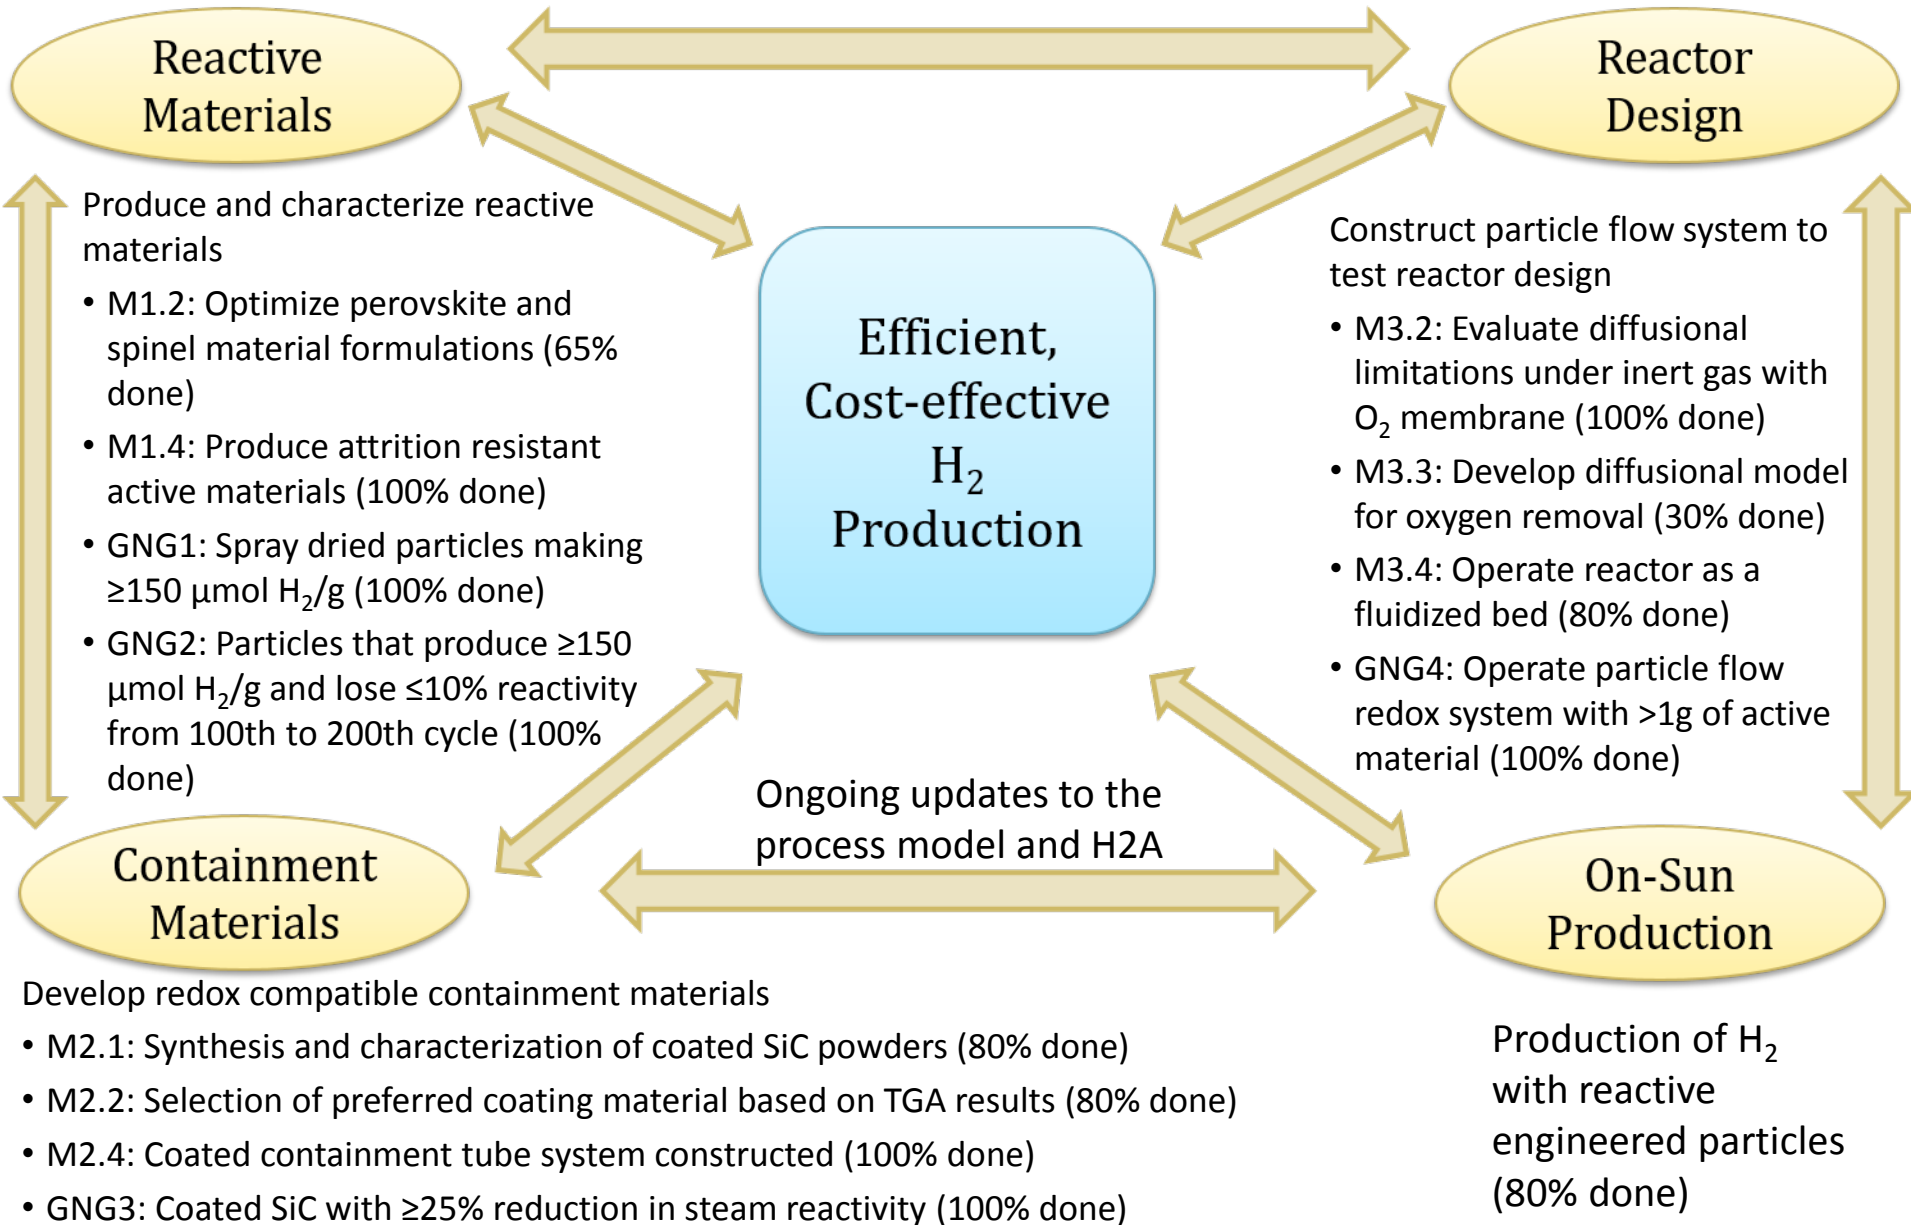 Reactive
Materials
Reactor
Design
Produce and characterize reactive
materials
• M1.2: Optimize perovskite and
spinel material formulations (65%
done)
• M1.4: Produce attrition resistant
active materials (100% done)
• GNG1: Spray dried particles making
≥150 µmol H₂/g (100% done)
• GNG2: Particles that produce ≥150
µmol H₂/g and lose ≤10% reactivity
from 100th to 200th cycle (100%
done)
Efficient,
Cost-effective
H₂
Production
Construct particle flow system to
test reactor design
• M3.2: Evaluate diffusional
limitations under inert gas with
O₂ membrane (100% done)
• M3.3: Develop diffusional model
for oxygen removal (30% done)
• M3.4: Operate reactor as a
fluidized bed (80% done)
• GNG4: Operate particle flow
redox system with >1g of active
material (100% done)
Ongoing updates to the
process model and H2A
Containment
Materials
On-Sun
Production
Develop redox compatible containment materials
• M2.1: Synthesis and characterization of coated SiC powders (80% done)
• M2.2: Selection of preferred coating material based on TGA results (80% done)
• M2.4: Coated containment tube system constructed (100% done)
• GNG3: Coated SiC with ≥25% reduction in steam reactivity (100% done)
Production of H₂
with reactive
engineered particles
(80% done)